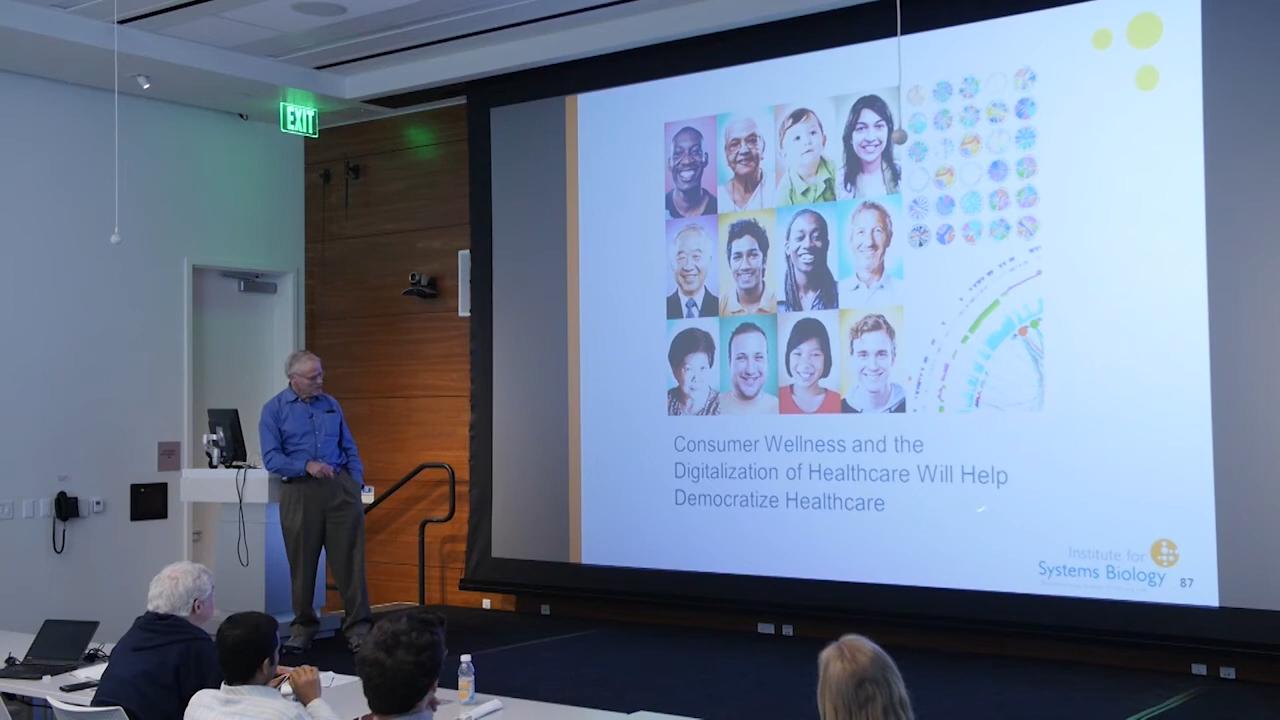 EXIT
Consumer Wellness and the
Digitalization of Healthcare Will Help
Democratize Healthcare
Institute for
Systems Biology
87